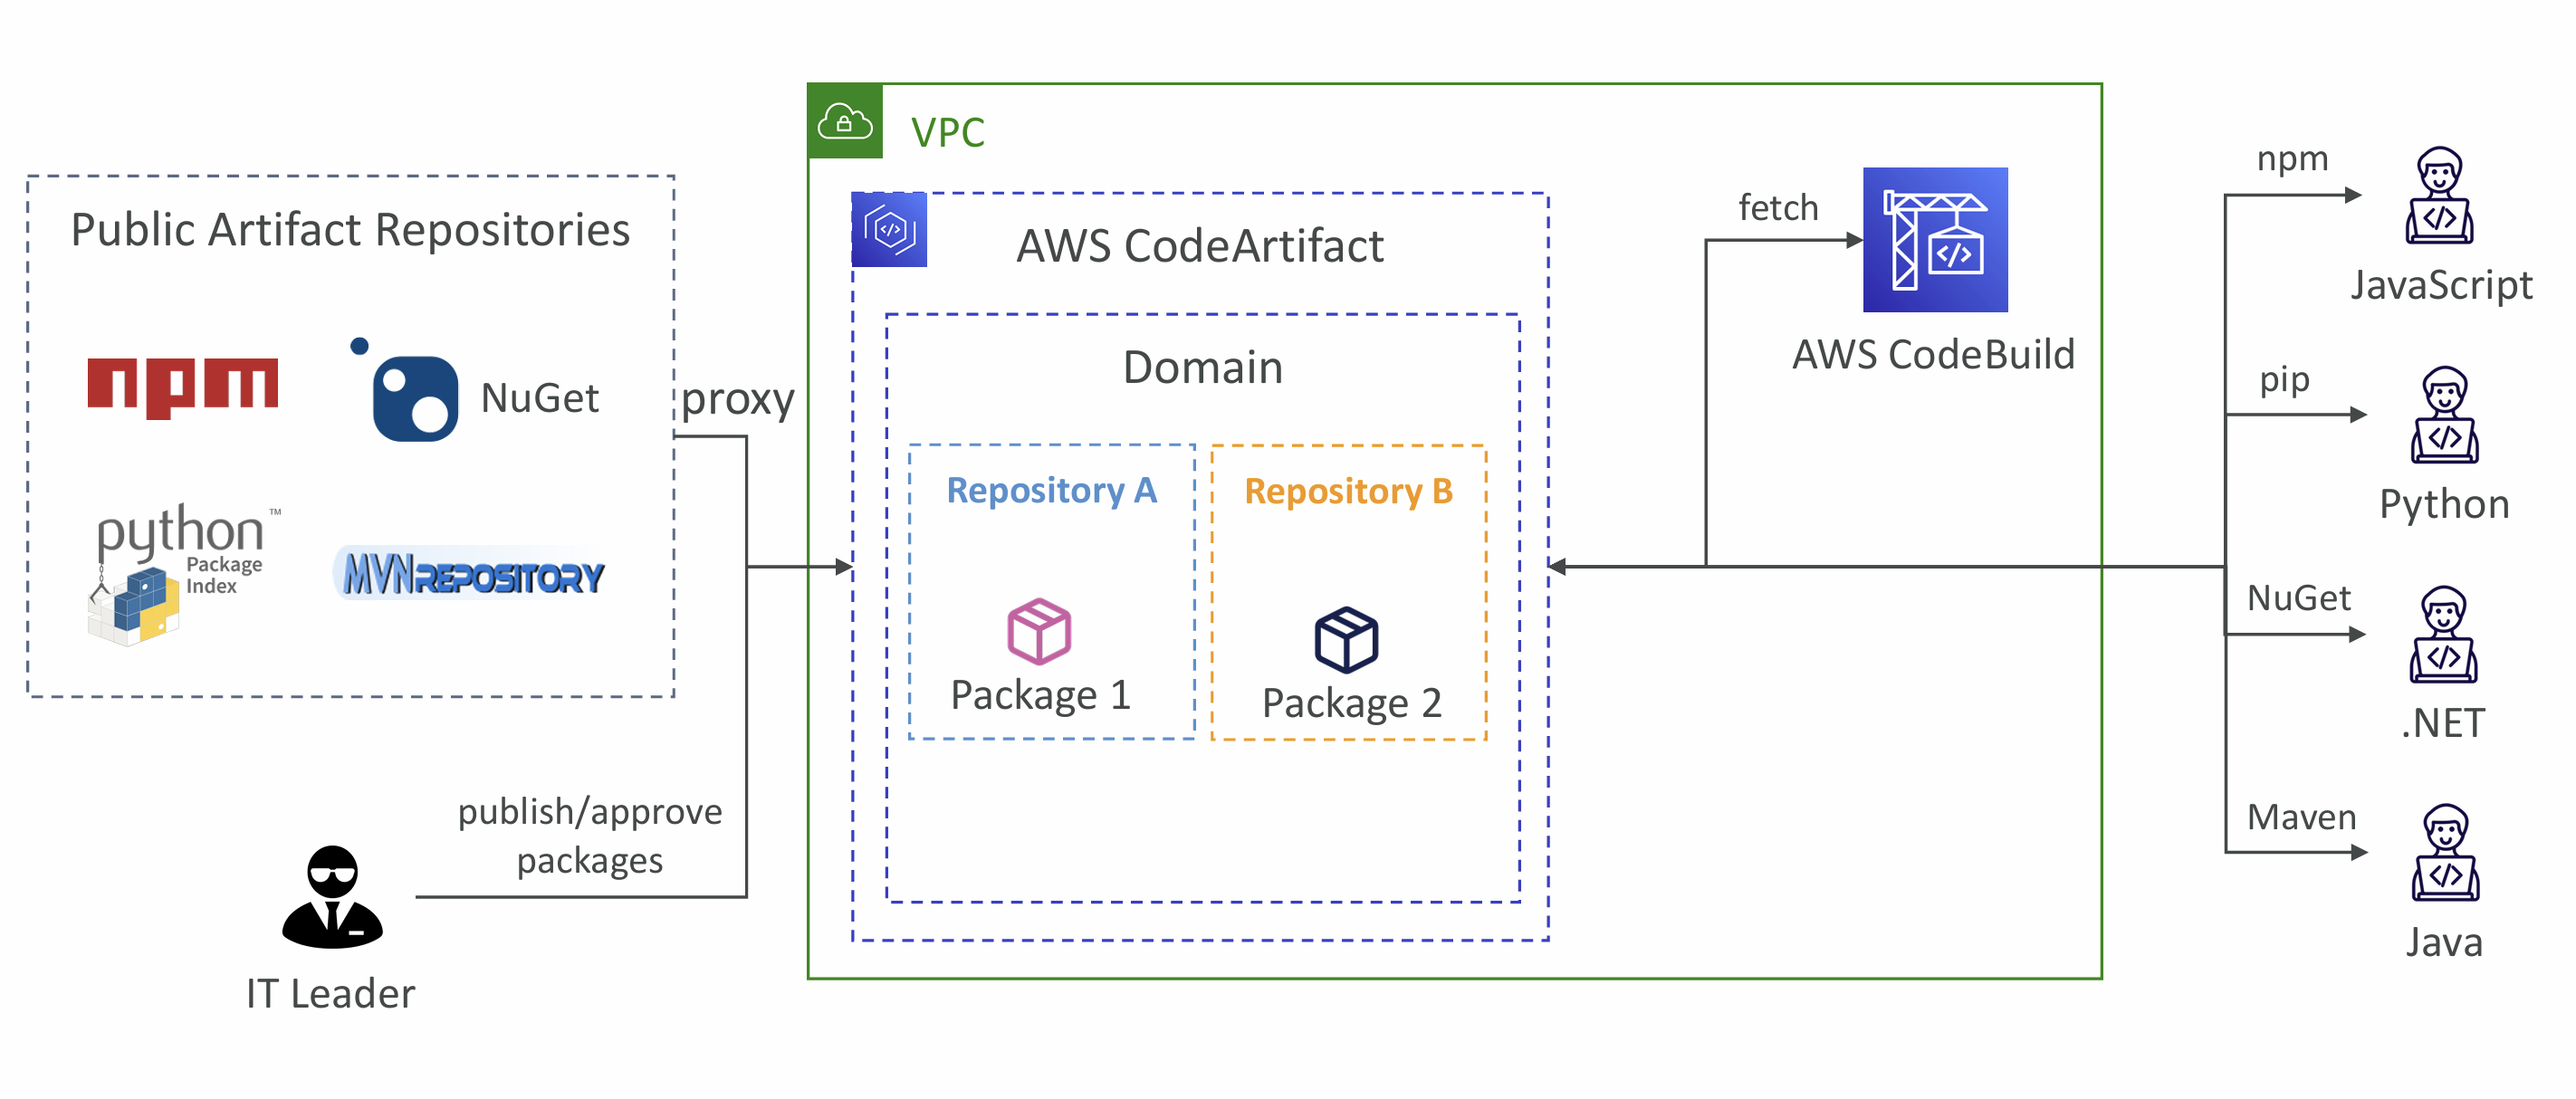 VPC
Public Artifact Repositories
npm
NuGet
python™
Package
Index
MVNREPOSITORY
proxy
publish/approve
packages
IT Leader
AWS CodeArtifact
Domain
Repository A
Package 1
Repository B
Package 2
fetch
AWS CodeBuild
npm
JavaScript
pip
Python
NuGet
.NET
Maven
Java